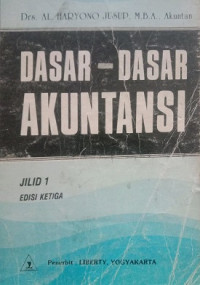 Drs. AL. HARYONO JUSUP, M.B.A., Akuntan
DASAR - DASAR
AKUNTANSI
JILID 1
EDISI KETIGA
Penerbit , LIBERTY, YOGYAKARTA